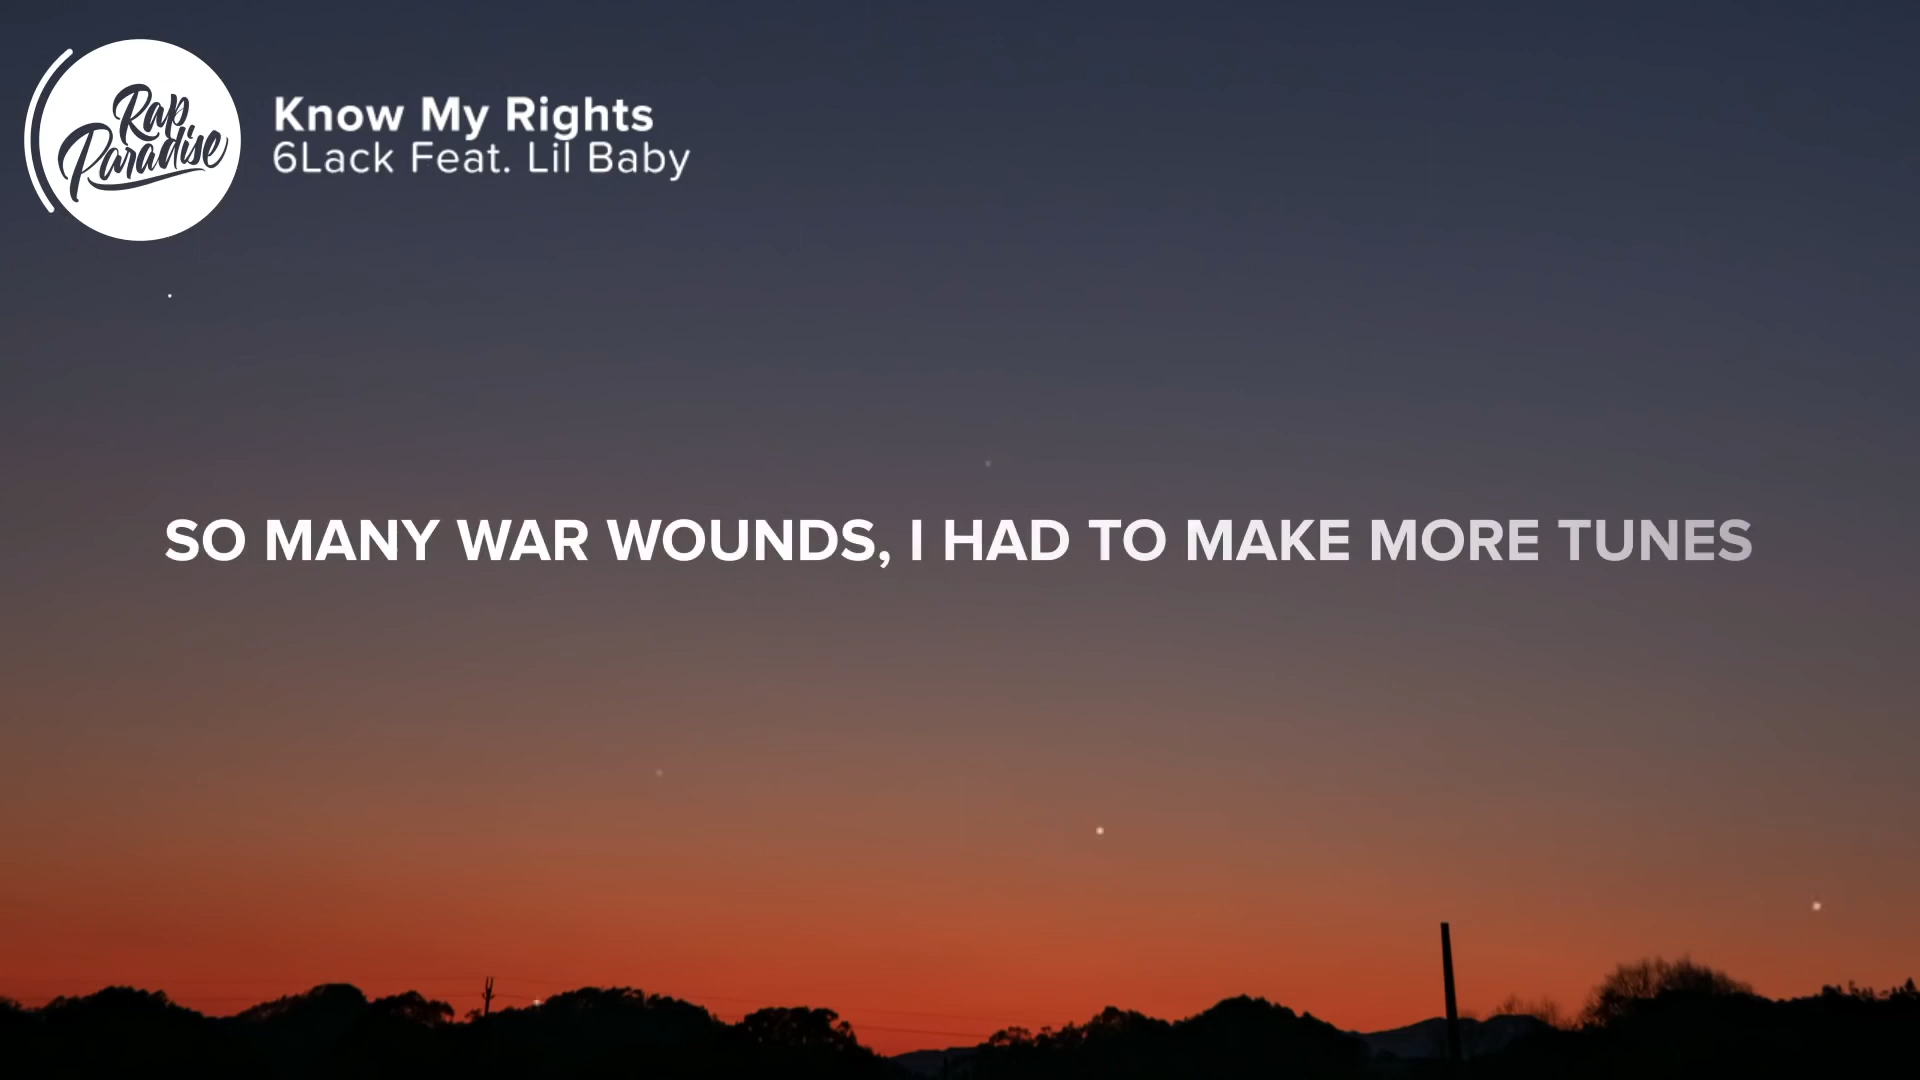 Rap
Paradise
Know My Rights
6Lack Feat. Lil Baby
SO MANY WAR WOUNDS, I HAD TO MAKE MORE TUNES